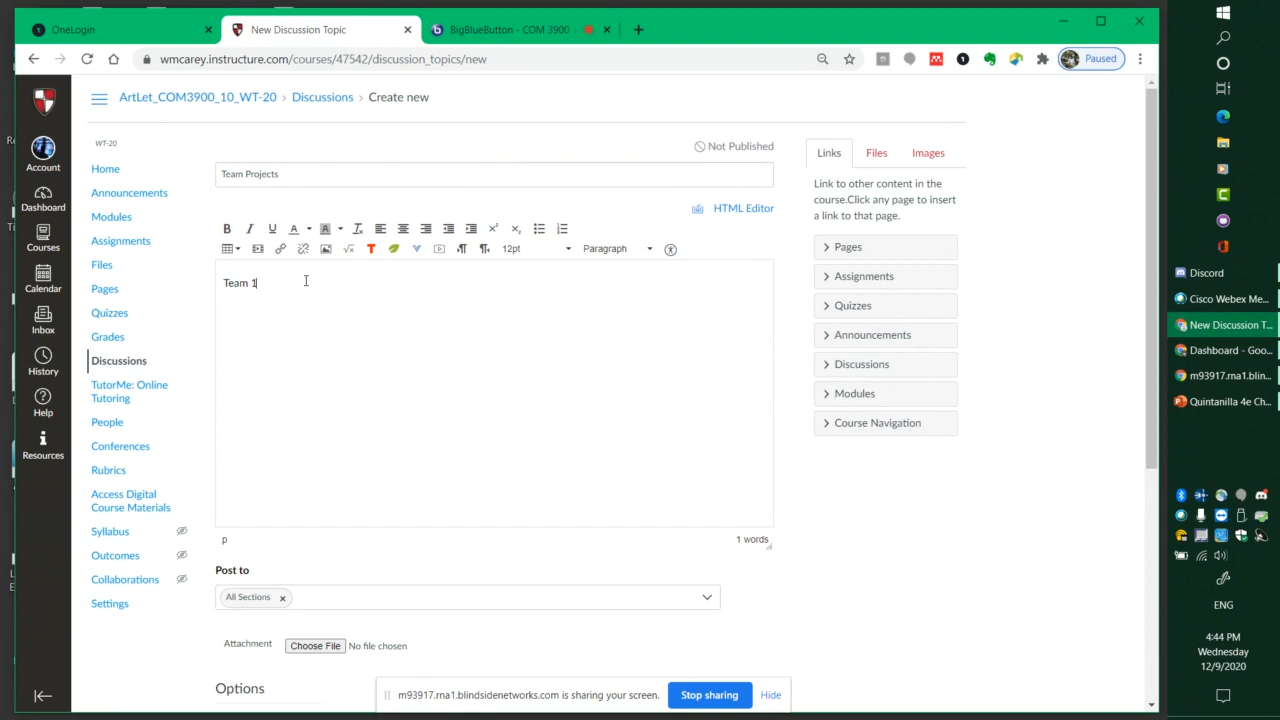 OneLogin
New Discussion Topic
BigBlueButton - COM 3900
wmcarey.instructure.com/courses/47542/discussion_topics/new
Paused
ArtLet_COM3900_10_WT-20 > Discussions > Create new
WT-20
Home
Announcements
Modules
Assignments
Files
Pages
Quizzes
Grades
Discussions
TutorMe: Online
Tutoring
People
Conferences
Rubrics
Access Digital
Course Materials
Syllabus
Outcomes
Collaborations
Settings
Account
Dashboard
Courses
Calendar
Inbox
History
Help
Resources
Not Published
Team Projects
HTML Editor
12pt
Paragraph
Team 1
p
1 words
Post to
All Sections
Attachment
Choose File No file chosen
Options
Links
Files
Images
Link to other content in the
course.Click any page to insert
a link to that page.
Pages
Assignments
Quizzes
Announcements
Discussions
Modules
Course Navigation
m93917.rna1.blindsidenetworks.com is sharing your screen.
Stop sharing
Hide
Discord
Cisco Webex Me...
New Discussion T...
Dashboard - Goo...
m93917.rna1.blin...
Quintanilla 4e Ch...
ENG
4:44 PM
Wednesday
12/9/2020